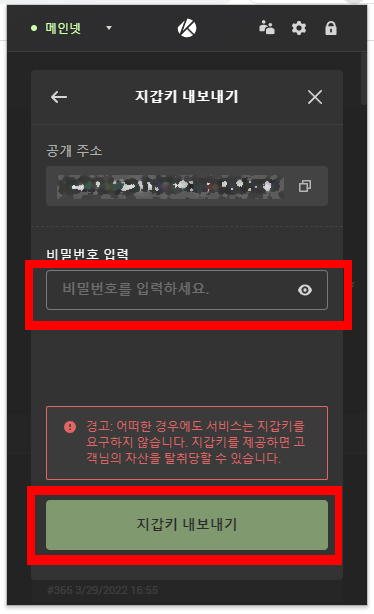 메인넷
지갑키 내보내기
공개 주소
비밀번호 입력
비밀번호를 입력하세요.
경고: 어떠한 경우에도 서비스는 지갑키를
요구하지 않습니다. 지갑키를 제공하면 고
객님의 자산을 탈취당할 수 있습니다.
지갑키 내보내기
#366 3/29/2022 16:55